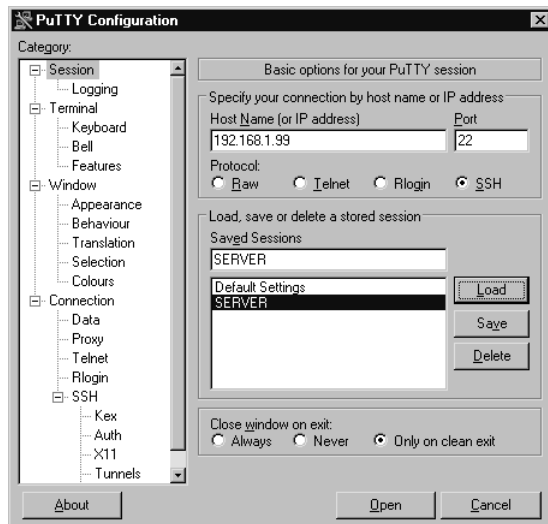 PuTTY Configuration
Category:
Session
Logging
Terminal
Keyboard
Bell
Features
Window
Appearance
Behaviour
Translation
Selection
Colours
Connection
Data
Proxy
Telnet
Rlogin
SSH
Kex
Auth
X11
Tunnels
Basic options for your PuTTY session
Specify your connection by host name or IP address
Host Name (or IP address) Port
192.168.1.99 22
Protocol:
Raw Telnet Rlogin SSH
Load, save or delete a stored session
Saved Sessions
SERVER
Default Settings
SERVER
Load
Save
Delete
Close window on exit:
Always Never Only on clean exit
About Open Cancel